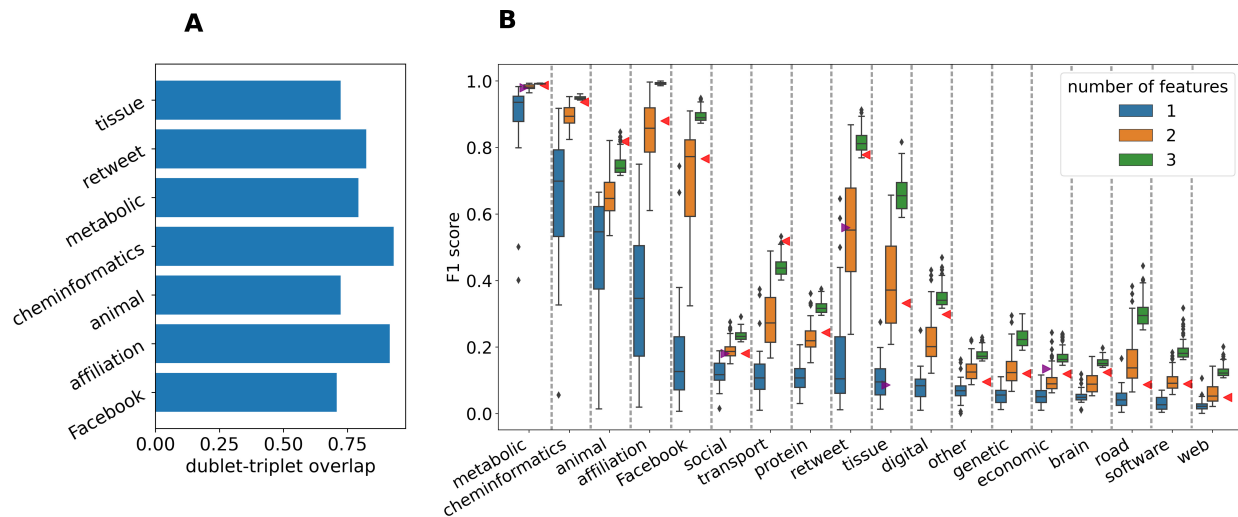 A
tissue
retweet
metabolic
cheminformatics
animal
affiliation
Facebook
0.00 0.25 0.50 0.75
dublet-triplet overlap
B
F1 score
1.0
0.8
0.6
0.4
0.2
0.0
number of features
1
2
3
metabolic
cheminformatics
animal
affiliation
Facebook
social
transport
protein
retweet
tissue
digital
other
genetic
economic
brain
road
software
web